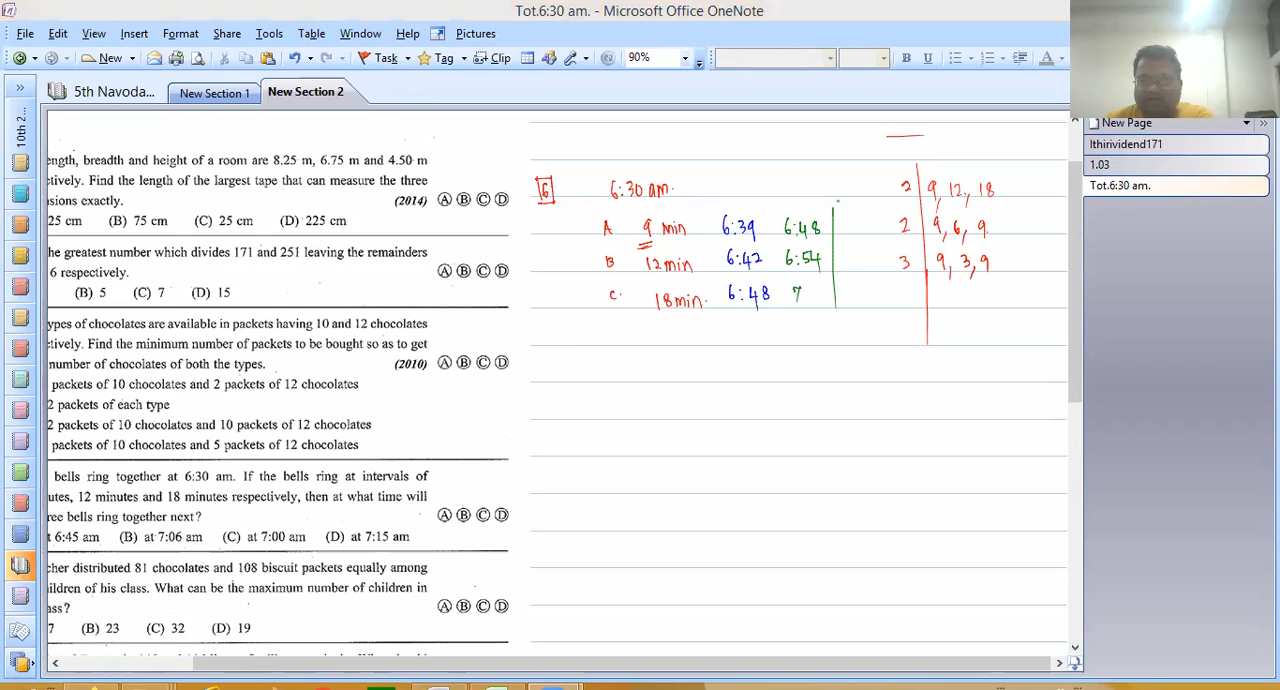 Tot.6:30 am. - Microsoft Office OneNote
File Edit View Insert Format Share Tools Table Window Help Pictures
New Task Tag Clip 90% B U A
5th Navoda... New Section 1 New Section 2
10th 2...
New Page
Ithirividend171
1.03
Tot.6:30 am.
ength, breadth and height of a room are 8.25 m, 6.75 m and 4.50 m
ctively. Find the length of the largest tape that can measure the three
sions exactly. (2014) A B C D
25 cm (B) 75 cm (C) 25 cm (D) 225 cm
he greatest number which divides 171 and 251 leaving the remainders
6 respectively. A B C D
(B) 5 (C) 7 (D) 15
ypes of chocolates are available in packets having 10 and 12 chocolates
ctively. Find the minimum number of packets to be bought so as to get
number of chocolates of both the types. (2010) A B C D
packets of 10 chocolates and 2 packets of 12 chocolates
2 packets of each type
2 packets of 10 chocolates and 10 packets of 12 chocolates
packets of 10 chocolates and 5 packets of 12 chocolates
bells ring together at 6:30 am. If the bells ring at intervals of
utes, 12 minutes and 18 minutes respectively, then at what time will
ree bells ring together next? A B C D
t 6:45 am (B) at 7:06 am (C) at 7:00 am (D) at 7:15 am
cher distributed 81 chocolates and 108 biscuit packets equally among
ildren of his class. What can be the maximum number of children in
ass? A B C D
7 (B) 23 (C) 32 (D) 19
6 6:30 am.
A 9 min 6:39 6:48
B 12min 6:42 6:54
C. 18min. 6:48 7
2 9, 12, 18
2 9, 6, 9
3 9, 3, 9